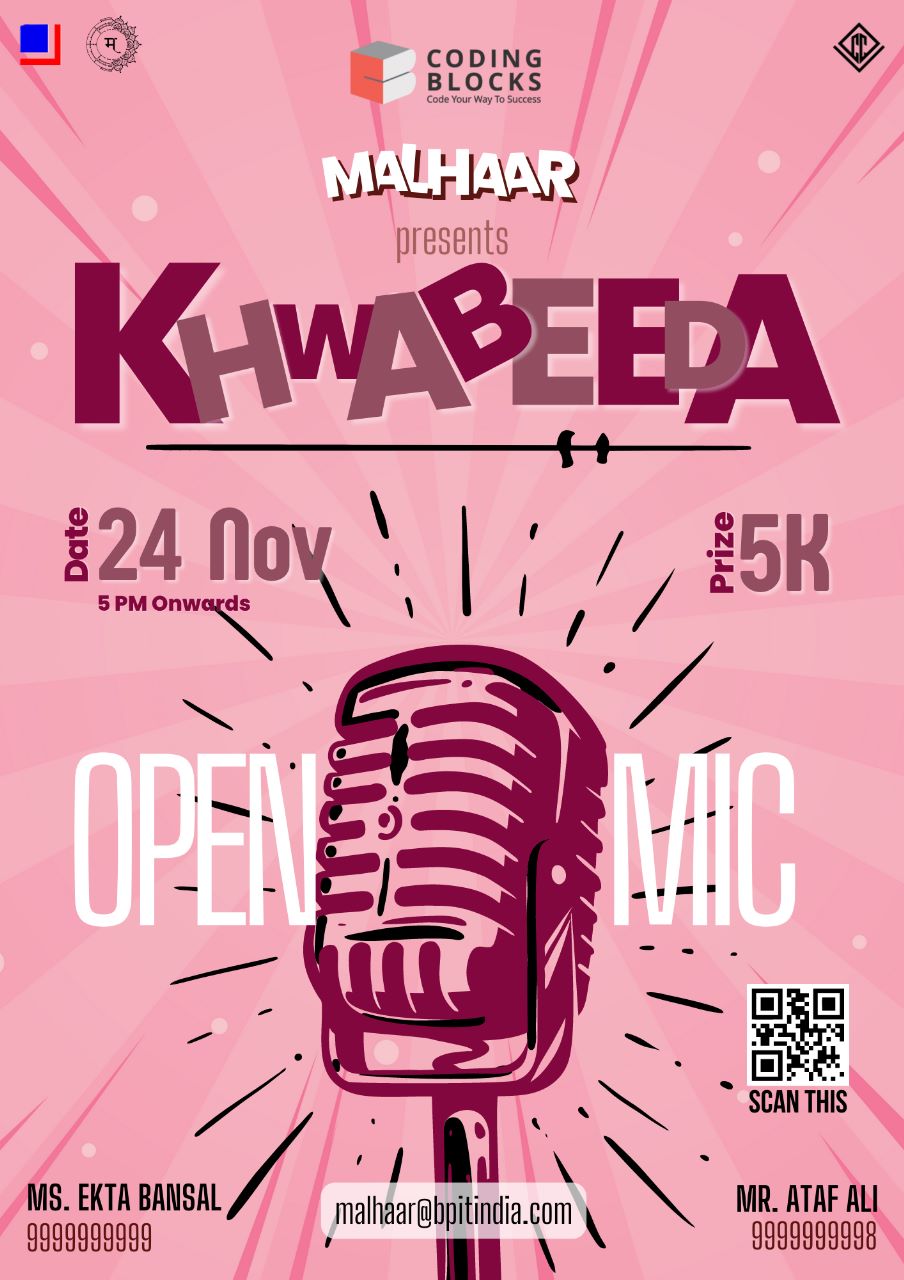 म
CODING
BLOCKS
Code Your Way To Success
MALHAAR
presents
KHWABEEDA
Date
24 Nov
5 PM Onwards
Prize
5K
OPEN MIC
SCAN THIS
MS. EKTA BANSAL
9999999999
malhaar@bpitindia.com
MR. ATAF ALI
9999999998